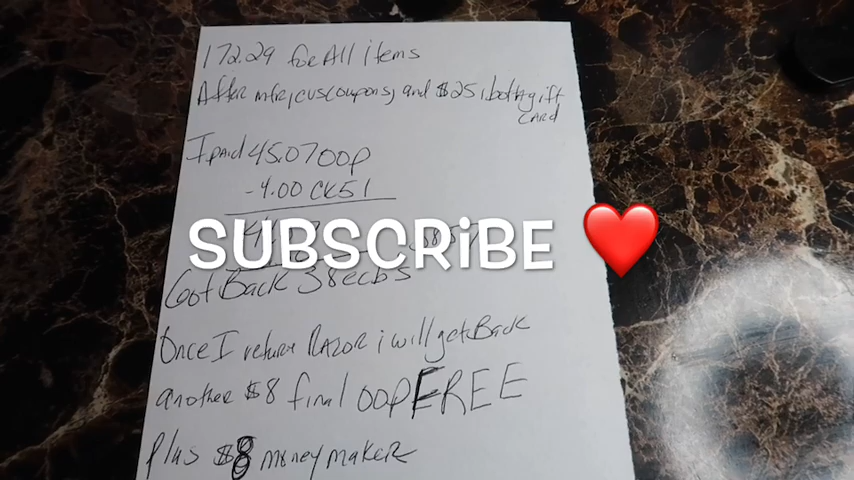 172.29 for All items
After mfr, cvs coupons, and $25 ibotta gift
CARD
I paid 45.07 OOP
- 4.00 CK51
SUBSCRiBE ❤️
Got Back 38 ecbs
Once I return RAZOR i will get Back
another $8 final OOP FREE
Plus $8 money maker